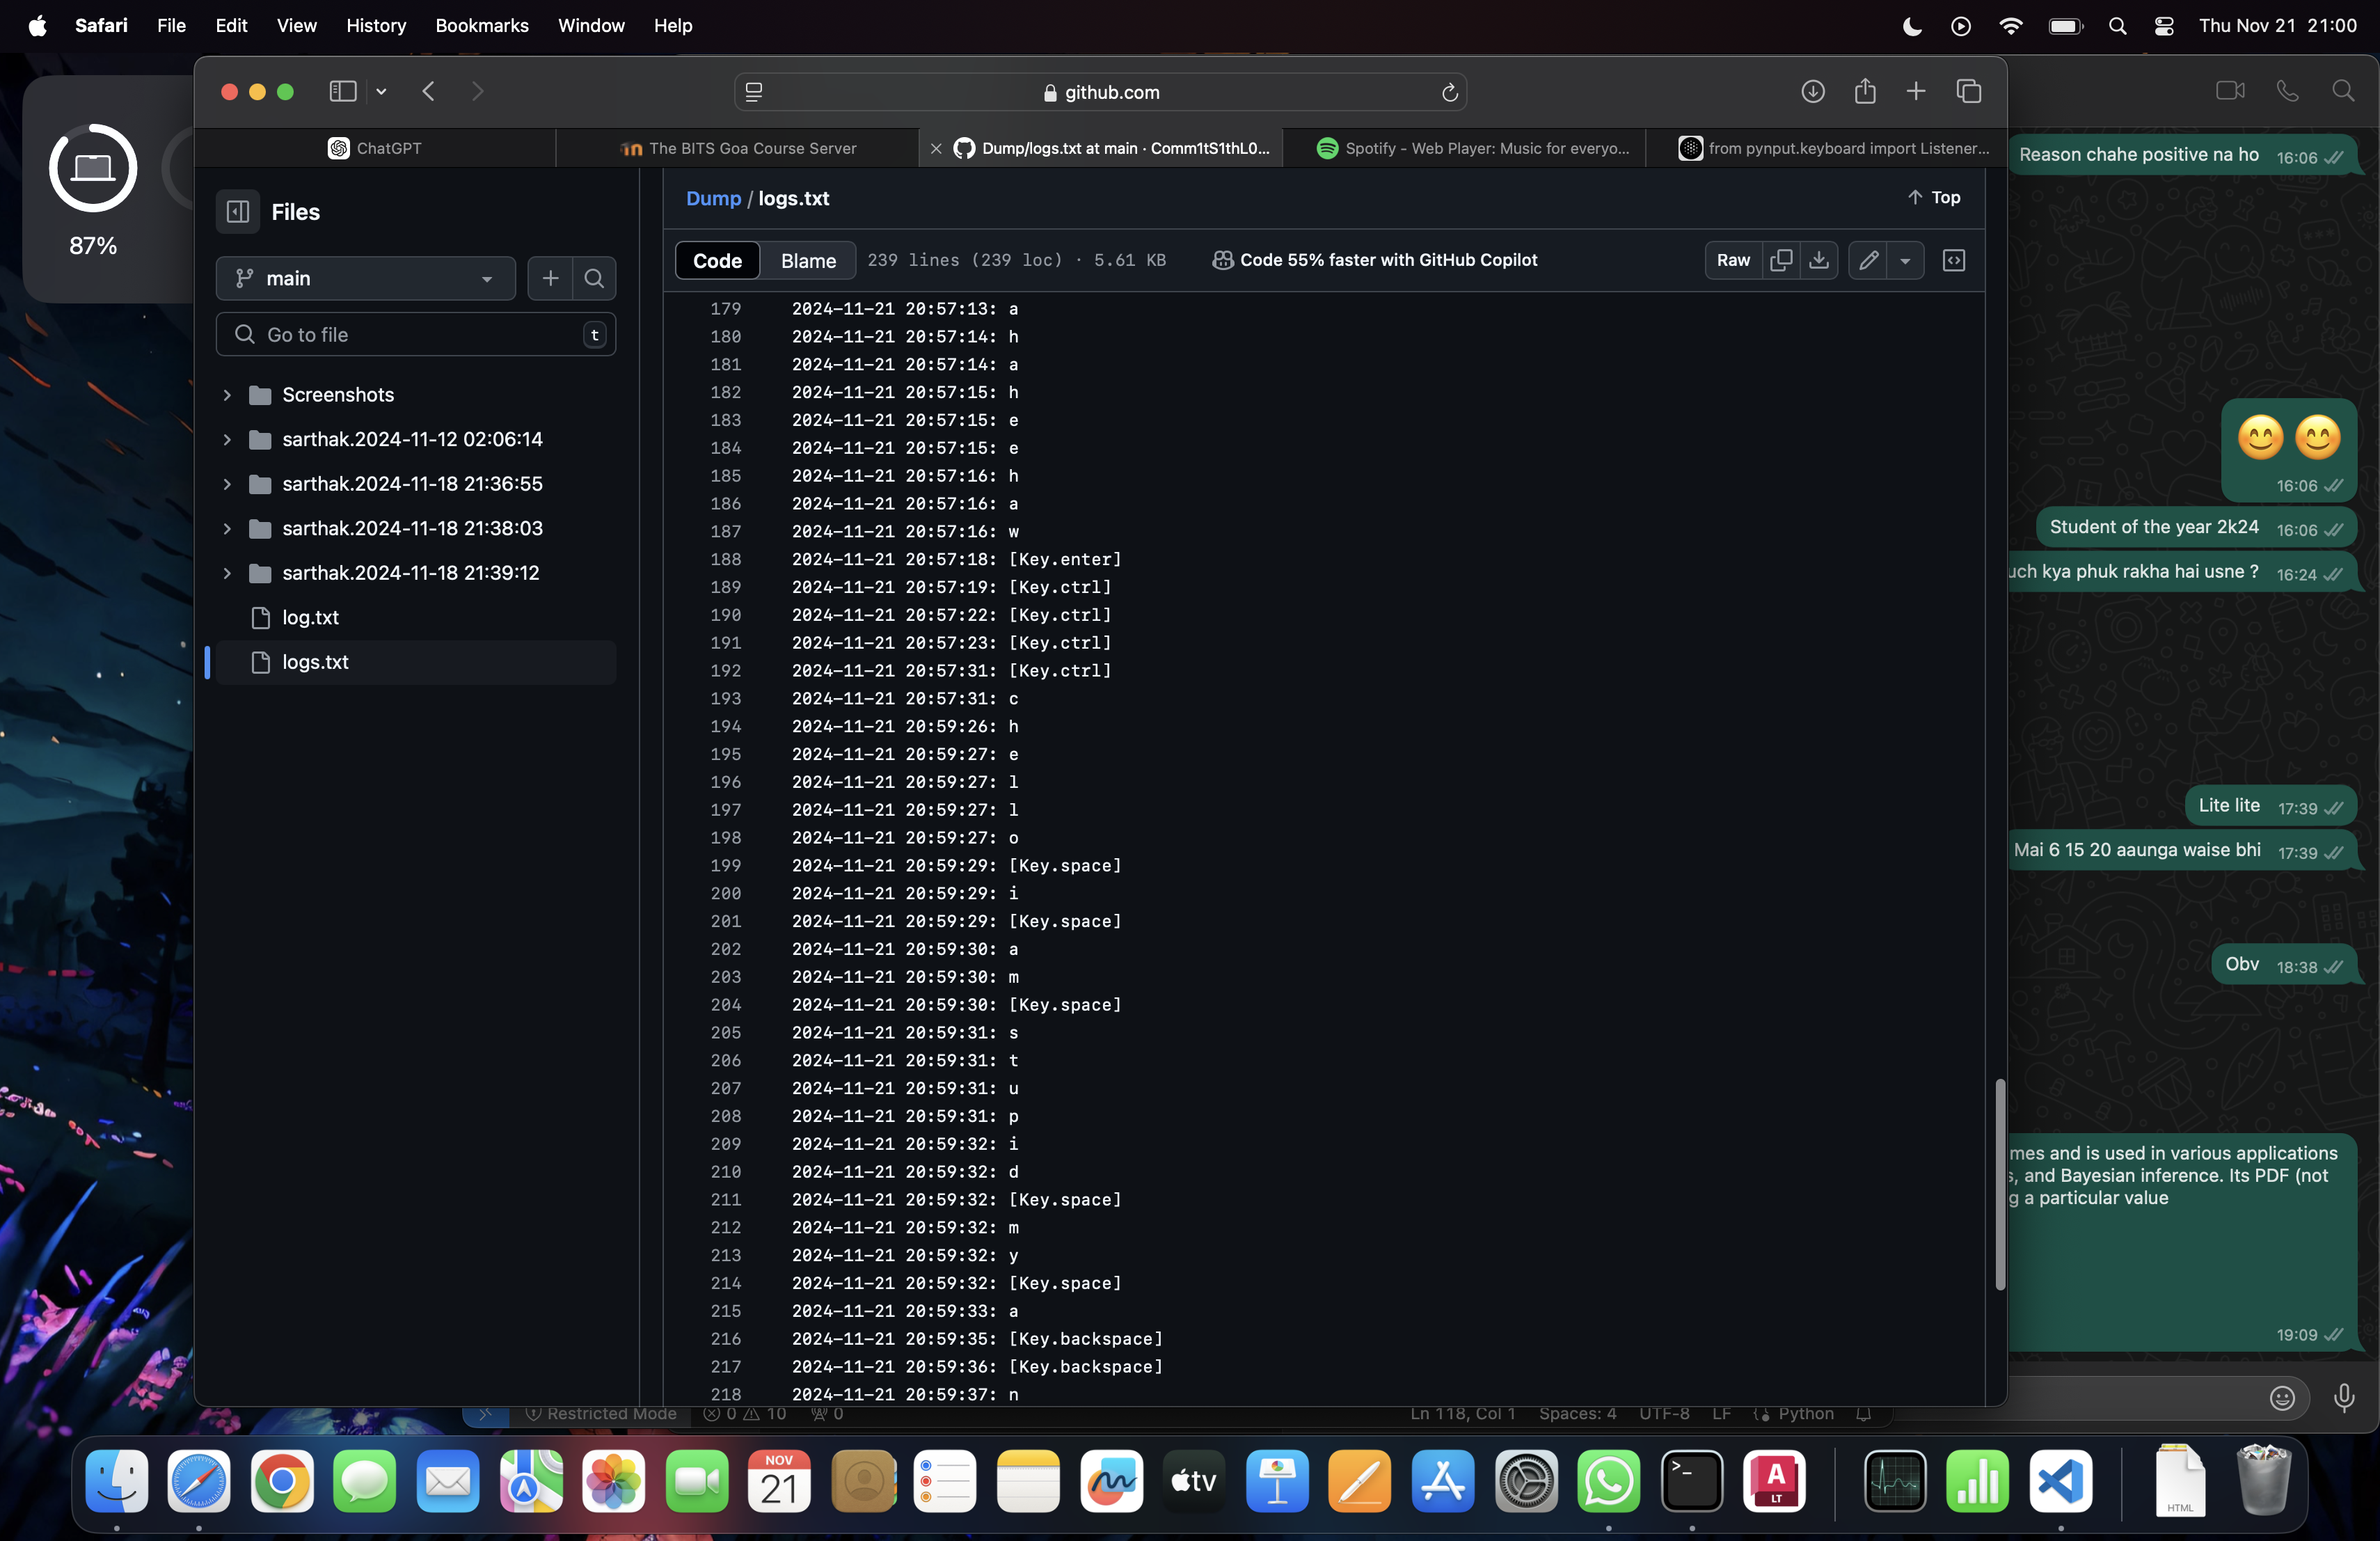 Safari File Edit View History Bookmarks Window Help Thu Nov 21 21:00
github.com
ChatGPT
The BITS Goa Course Server
Dump/logs.txt at main · Comm1tS1thL0...
Spotify - Web Player: Music for everyo...
from pynput.keyboard import Listener...
87%
Files
main
Go to file t
Screenshots
sarthak.2024-11-12 02:06:14
sarthak.2024-11-18 21:36:55
sarthak.2024-11-18 21:38:03
sarthak.2024-11-18 21:39:12
log.txt
logs.txt
Dump / logs.txt Top
Code Blame 239 lines (239 loc) · 5.61 KB Code 55% faster with GitHub Copilot Raw
179 2024-11-21 20:57:13: a
180 2024-11-21 20:57:14: h
181 2024-11-21 20:57:14: a
182 2024-11-21 20:57:15: h
183 2024-11-21 20:57:15: e
184 2024-11-21 20:57:15: e
185 2024-11-21 20:57:16: h
186 2024-11-21 20:57:16: a
187 2024-11-21 20:57:16: w
188 2024-11-21 20:57:18: [Key.enter]
189 2024-11-21 20:57:19: [Key.ctrl]
190 2024-11-21 20:57:22: [Key.ctrl]
191 2024-11-21 20:57:23: [Key.ctrl]
192 2024-11-21 20:57:31: [Key.ctrl]
193 2024-11-21 20:57:31: c
194 2024-11-21 20:59:26: h
195 2024-11-21 20:59:27: e
196 2024-11-21 20:59:27: l
197 2024-11-21 20:59:27: l
198 2024-11-21 20:59:27: o
199 2024-11-21 20:59:29: [Key.space]
200 2024-11-21 20:59:29: i
201 2024-11-21 20:59:29: [Key.space]
202 2024-11-21 20:59:30: a
203 2024-11-21 20:59:30: m
204 2024-11-21 20:59:30: [Key.space]
205 2024-11-21 20:59:31: s
206 2024-11-21 20:59:31: t
207 2024-11-21 20:59:31: u
208 2024-11-21 20:59:31: p
209 2024-11-21 20:59:32: i
210 2024-11-21 20:59:32: d
211 2024-11-21 20:59:32: [Key.space]
212 2024-11-21 20:59:32: m
213 2024-11-21 20:59:32: y
214 2024-11-21 20:59:32: [Key.space]
215 2024-11-21 20:59:33: a
216 2024-11-21 20:59:35: [Key.backspace]
217 2024-11-21 20:59:36: [Key.backspace]
218 2024-11-21 20:59:37: n
Reason chahe positive na ho 16:06
😊😊
16:06
Student of the year 2k24 16:06
uch kya phuk rakha hai usne ? 16:24
Lite lite 17:39
Mai 6 15 20 aaunga waise bhi 17:39
Obv 18:38
mes and is used in various applications
s, and Bayesian inference. Its PDF (not
g a particular value
19:09
Restricted Mode 0 10 0 Ln 118, Col 1 Spaces: 4 UTF-8 LF Python
NOV
21
tv
A
LT
HTML